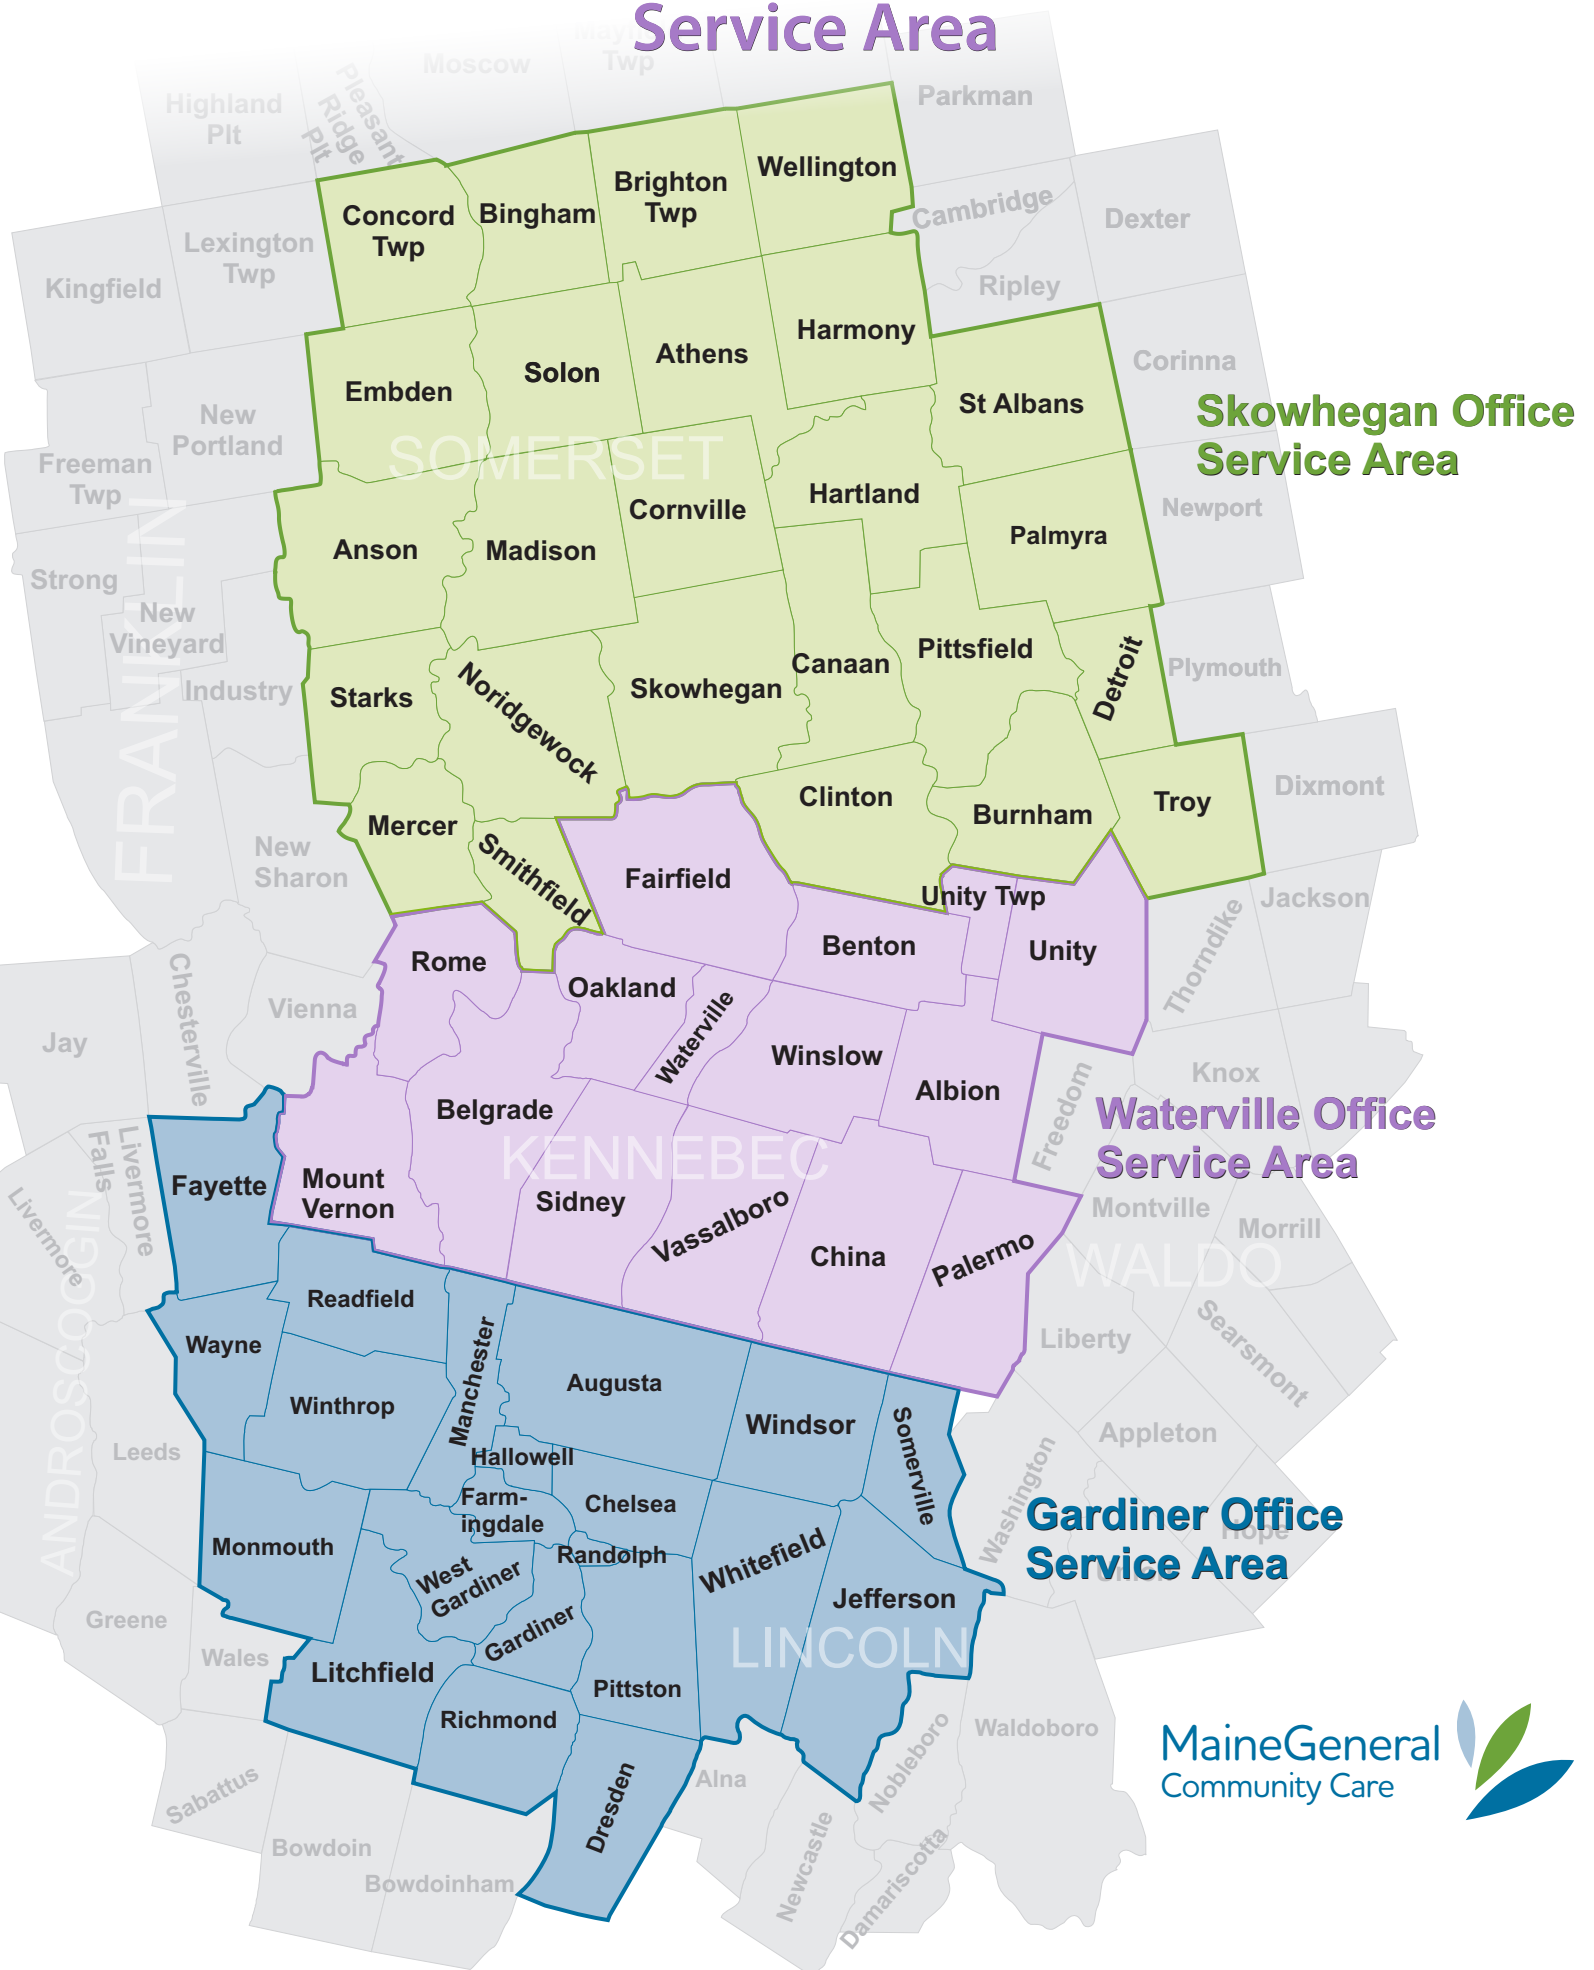 Service Area
Mayfield
Twp
Moscow
Pleasant
Ridge
Plt
Highland
Plt
Parkman
Wellington
Brighton
Twp
Bingham
Concord
Twp
Cambridge
Dexter
Lexington
Twp
Kingfield
Ripley
Harmony
Athens
Solon
Embden
Corinna
St Albans
New
Portland
Skowhegan Office
Service Area
SOMERSET
Freeman
Twp
Hartland
Cornville
Newport
Palmyra
Anson
Madison
Strong
New
Vineyard
FRANKLIN
Industry
Starks
Noridgewock
Skowhegan
Canaan
Pittsfield
Detroit
Plymouth
Dixmont
Clinton
Burnham
Troy
Mercer
Smithfield
New
Sharon
Fairfield
Unity Twp
Jackson
Benton
Unity
Thorndike
Rome
Oakland
Waterville
Chesterville
Vienna
Jay
Winslow
Albion
Knox
Freedom
Belgrade
Waterville Office
Service Area
KENNEBEC
Livermore
Falls
Fayette
Mount
Vernon
Sidney
Vassalboro
China
Palermo
Montville
Morrill
WALDO
Livermore
ANDROSCOGGIN
Readfield
Wayne
Manchester
Liberty
Searsmont
Augusta
Winthrop
Windsor
Somerville
Appleton
Leeds
Hallowell
Washington
Farm-
ingdale
Chelsea
Gardiner Office
Service Area
Hope
Union
Monmouth
Randolph
West
Gardiner
Whitefield
Jefferson
Greene
Gardiner
LINCOLN
Wales
Litchfield
Pittston
Richmond
Waldoboro
Nobleboro
MaineGeneral
Community Care
Alna
Sabattus
Dresden
Bowdoin
Newcastle
Damariscotta
Bowdoinham